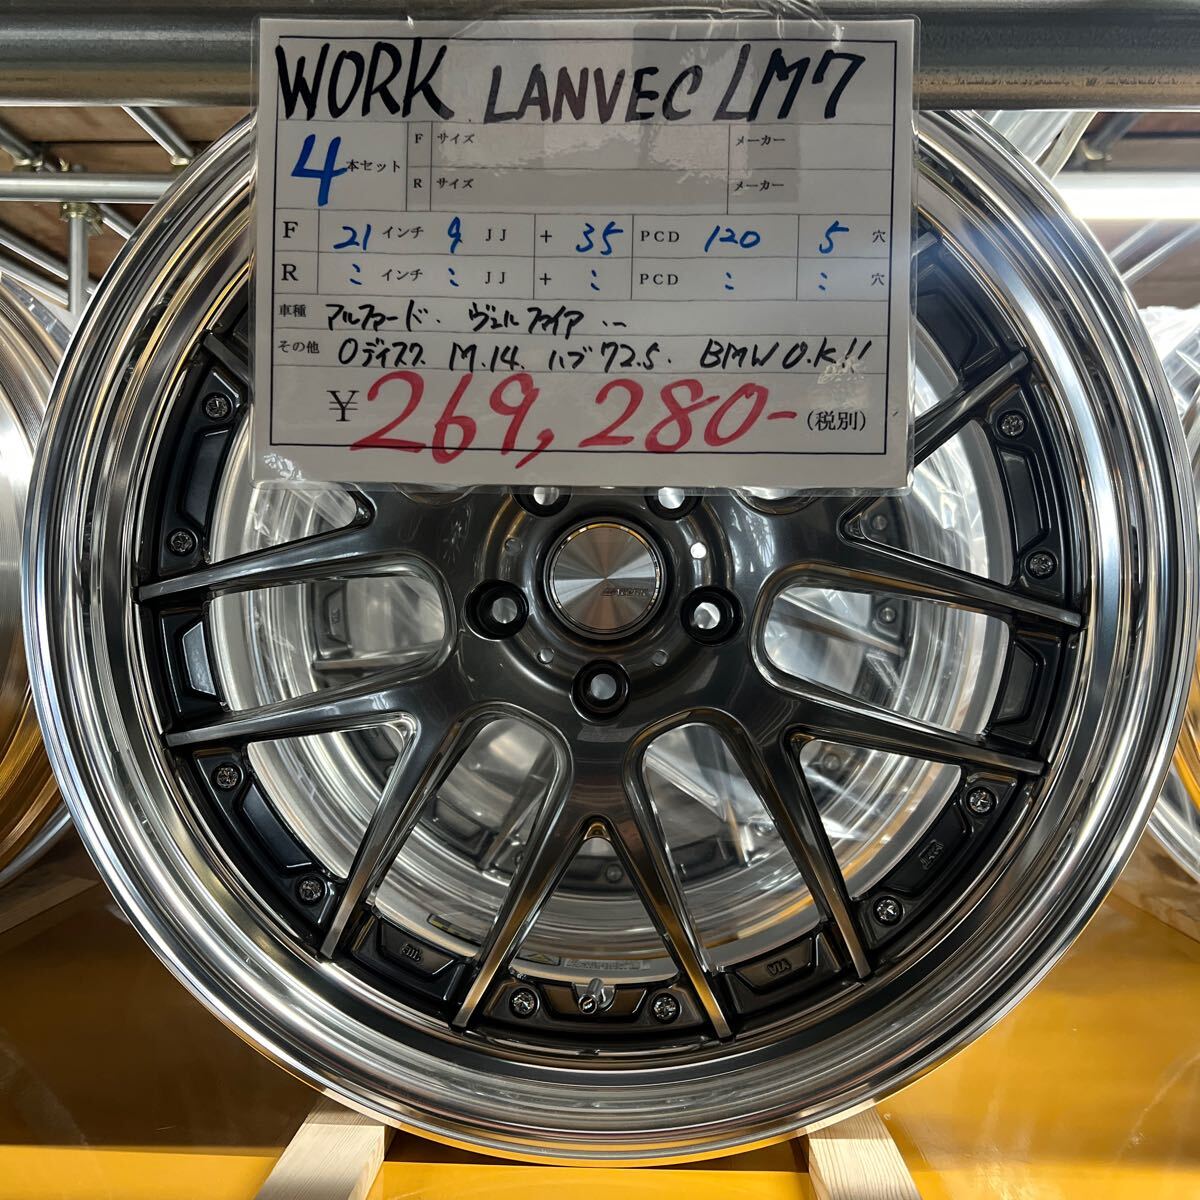 WORK LANVEC LM7
4本セット F サイズ メーカー
R サイズ メーカー
F 21 インチ 9 JJ + 35 PCD 120 5 穴
R 〃 インチ 〃 JJ + 〃 PCD 〃 〃 穴
車種 アルファード. ヴェルファイア ...
その他 Oディスク M.14. ハブ72.5. BMW O.K!!
¥269,280- (税別)
WORK
VIA